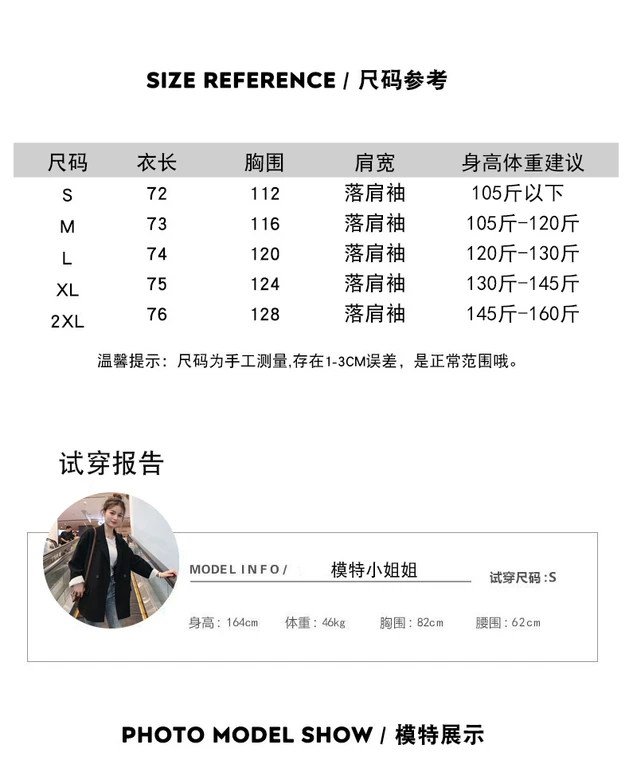 SIZE REFERENCE / 尺码参考
尺码 衣长 胸围 肩宽 身高体重建议
S 72 112 落肩袖 105斤以下
M 73 116 落肩袖 105斤-120斤
L 74 120 落肩袖 120斤-130斤
XL 75 124 落肩袖 130斤-145斤
2XL 76 128 落肩袖 145斤-160斤
温馨提示：尺码为手工测量,存在1-3CM误差，是正常范围哦。
试穿报告
MODEL INFO/ 模特小姐姐 试穿尺码:S
身高：164cm 体重：46kg 胸围：82cm 腰围：62cm
PHOTO MODEL SHOW / 模特展示